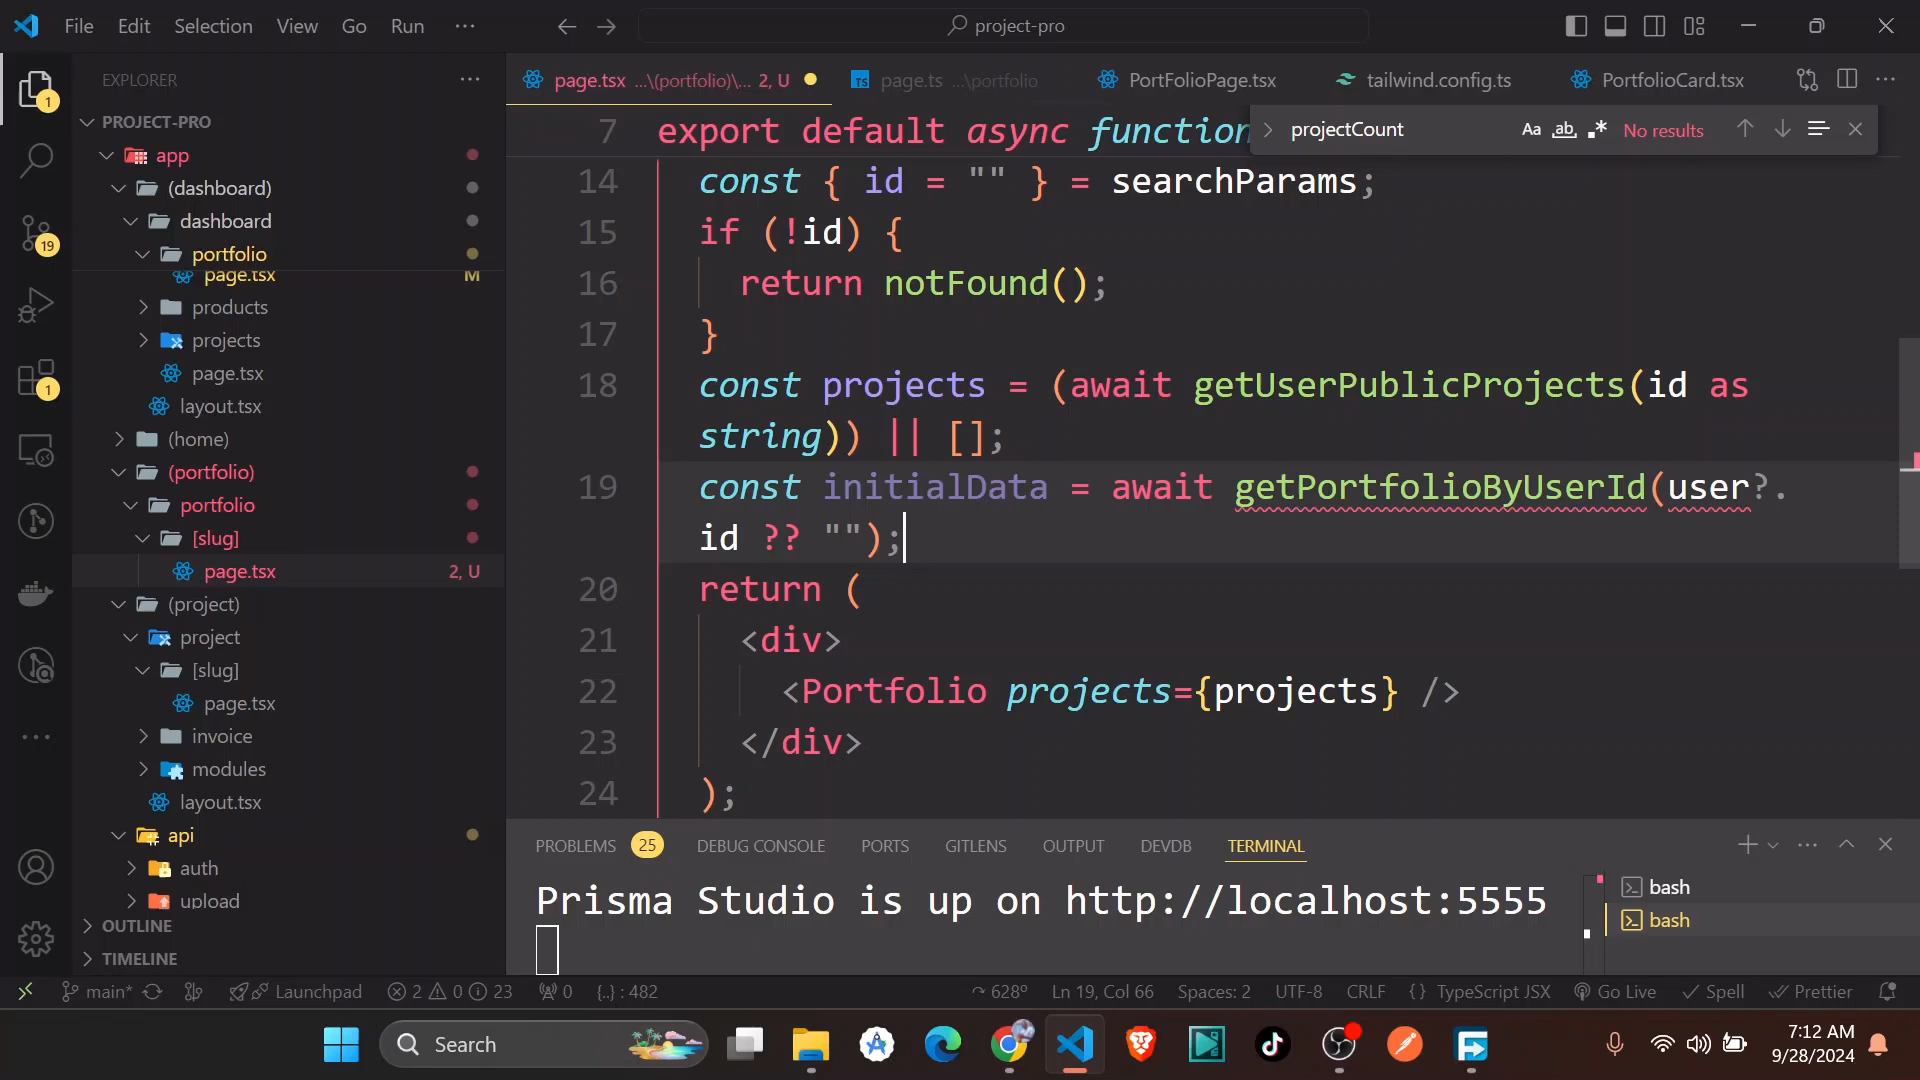 File Edit Selection View Go Run ···
project-pro
EXPLORER
PROJECT-PRO
app
(dashboard)
dashboard
portfolio
page.tsx M
products
projects
page.tsx
layout.tsx
(home)
(portfolio)
portfolio
[slug]
page.tsx 2, U
(project)
project
[slug]
page.tsx
invoice
modules
layout.tsx
api
auth
upload
OUTLINE
TIMELINE
1
19
1
page.tsx ...\(portfolio)\... 2, U
TS page.ts ...\portfolio
PortFolioPage.tsx
tailwind.config.ts
PortfolioCard.tsx
projectCount Aa ab .* No results
7 export default async function
14 const { id = "" } = searchParams;
15 if (!id) {
16 return notFound();
17 }
18 const projects = (await getUserPublicProjects(id as
string)) || [];
19 const initialData = await getPortfolioByUserId(user?.
id ?? "");
20 return (
21 <div>
22 <Portfolio projects={projects} />
23 </div>
24 );
PROBLEMS 25 DEBUG CONSOLE PORTS GITLENS OUTPUT DEVDB TERMINAL
Prisma Studio is up on http://localhost:5555
bash
bash
main* Launchpad 2 0 23 0 {..} : 482 628° Ln 19, Col 66 Spaces: 2 UTF-8 CRLF {} TypeScript JSX Go Live Spell Prettier
Search
7:12 AM
9/28/2024